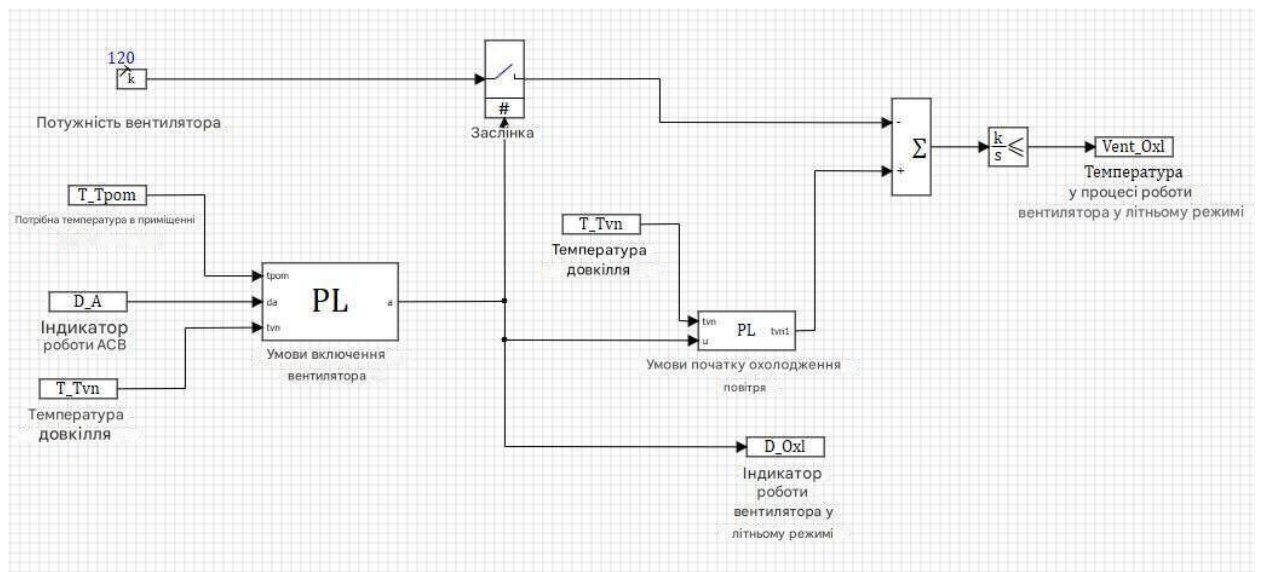 120
k
Потужність вентилятора
#
Заслінка
T_Tpom
Потрібна температура в приміщенні
D_A
Індикатор
роботи АСВ
T_Tvn
Температура
довкілля
tpom
da
tvn
PL
a
Умови включення
вентилятора
T_Tvn
Температура
довкілля
tvn
u
PL
tvn1
Умови початку охолодження
повітря
-
+
Σ
k
s
≤
Vent_Oxl
Температура
у процесі роботи
вентилятора у літньому режимі
D_Oxl
Індикатор
роботи
вентилятора у
літньому режимі